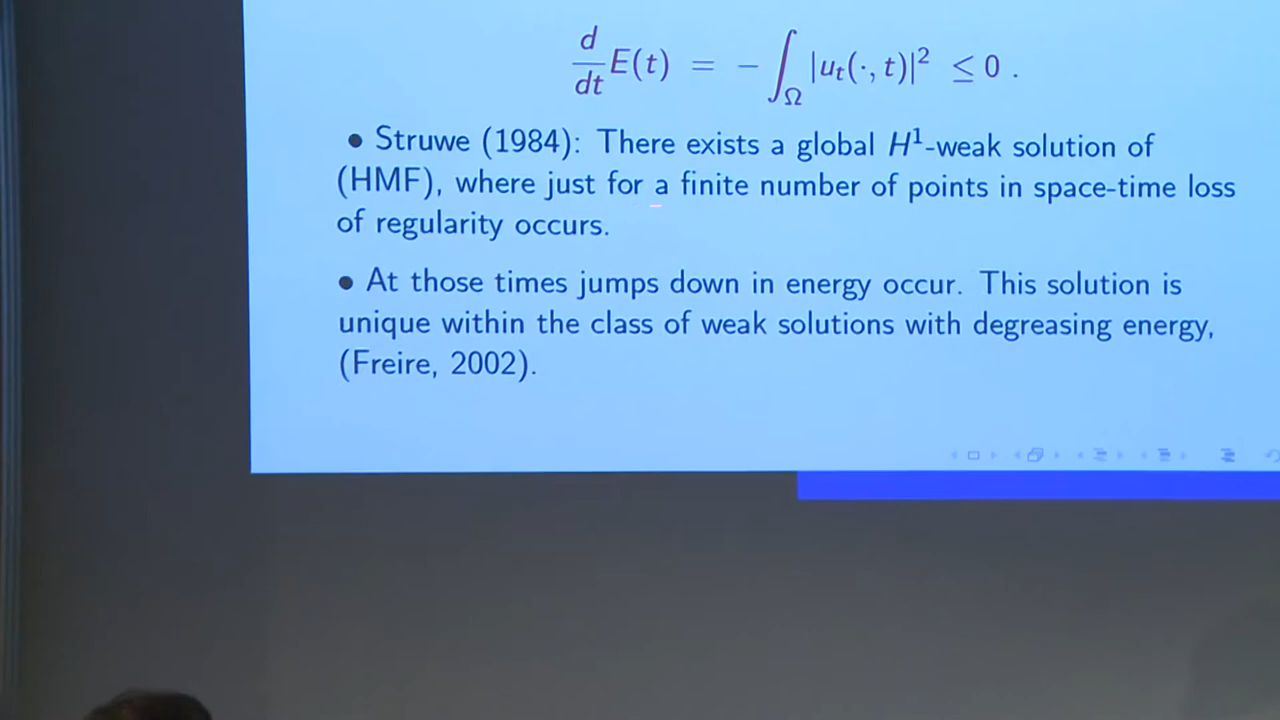 d/dt E(t) = − ∫_Ω |u_t(·, t)|² ≤ 0 .
• Struwe (1984): There exists a global H¹-weak solution of
(HMF), where just for a finite number of points in space-time loss
of regularity occurs.
• At those times jumps down in energy occur. This solution is
unique within the class of weak solutions with degreasing energy,
(Freire, 2002).